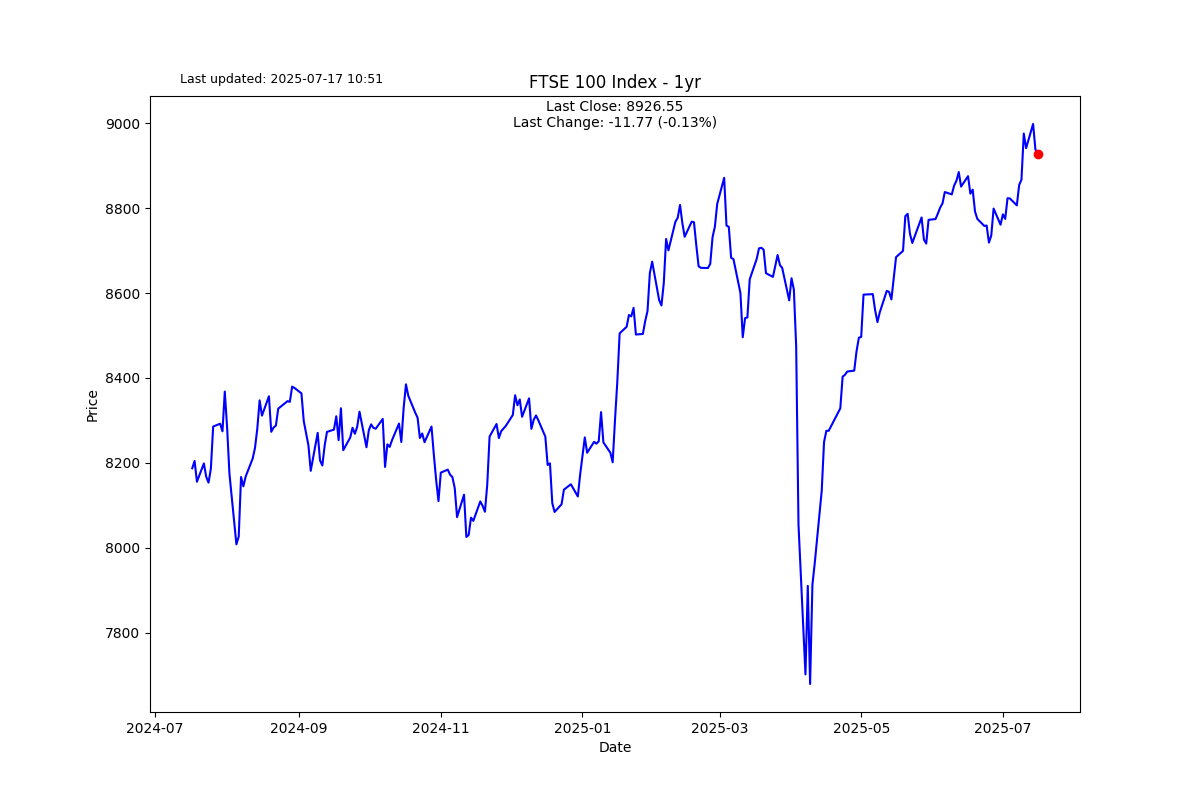 Last updated: 2025-07-17 10:51
FTSE 100 Index - 1yr
Last Close: 8926.55
Last Change: -11.77 (-0.13%)
9000
8800
8600
8400
8200
8000
7800
Price
2024-07
2024-09
2024-11
2025-01
2025-03
2025-05
2025-07
Date